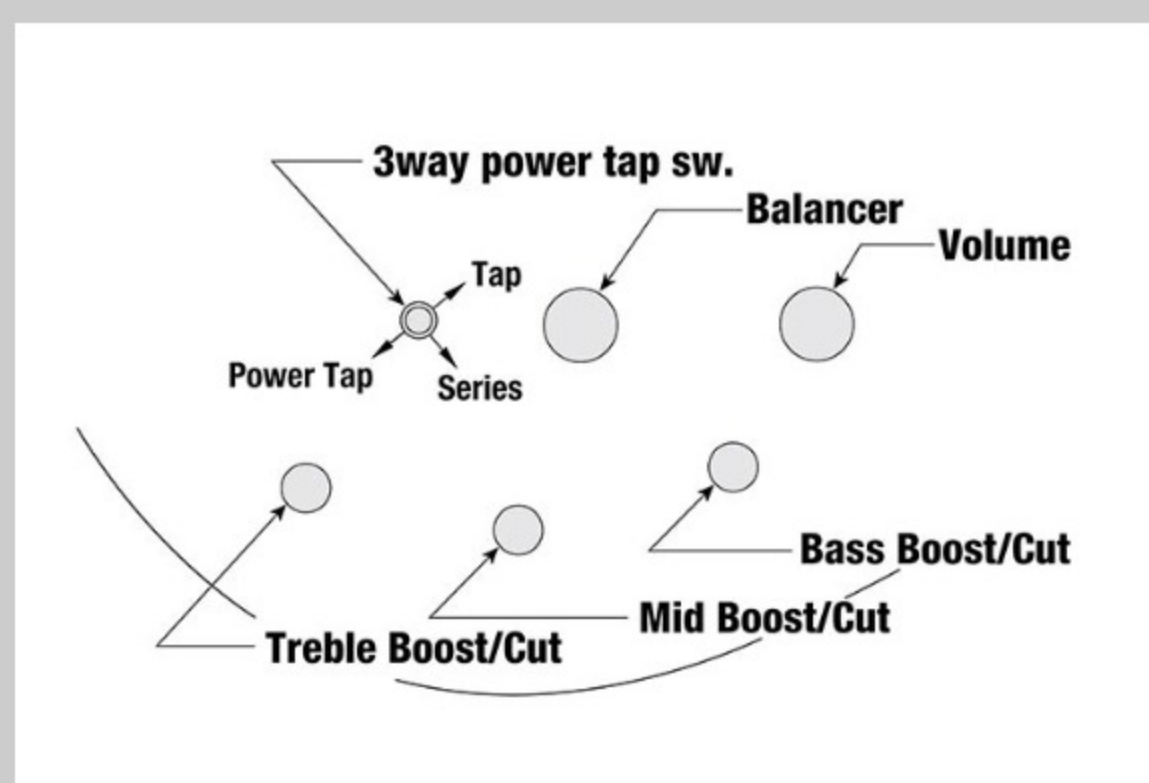 3way power tap sw.
Balancer
Volume
Tap
Power Tap
Series
Bass Boost/Cut
Mid Boost/Cut
Treble Boost/Cut